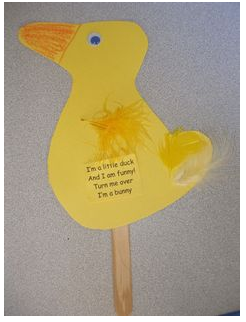 I'm a little duck
And I am funny!
Turn me over
I'm a bunny